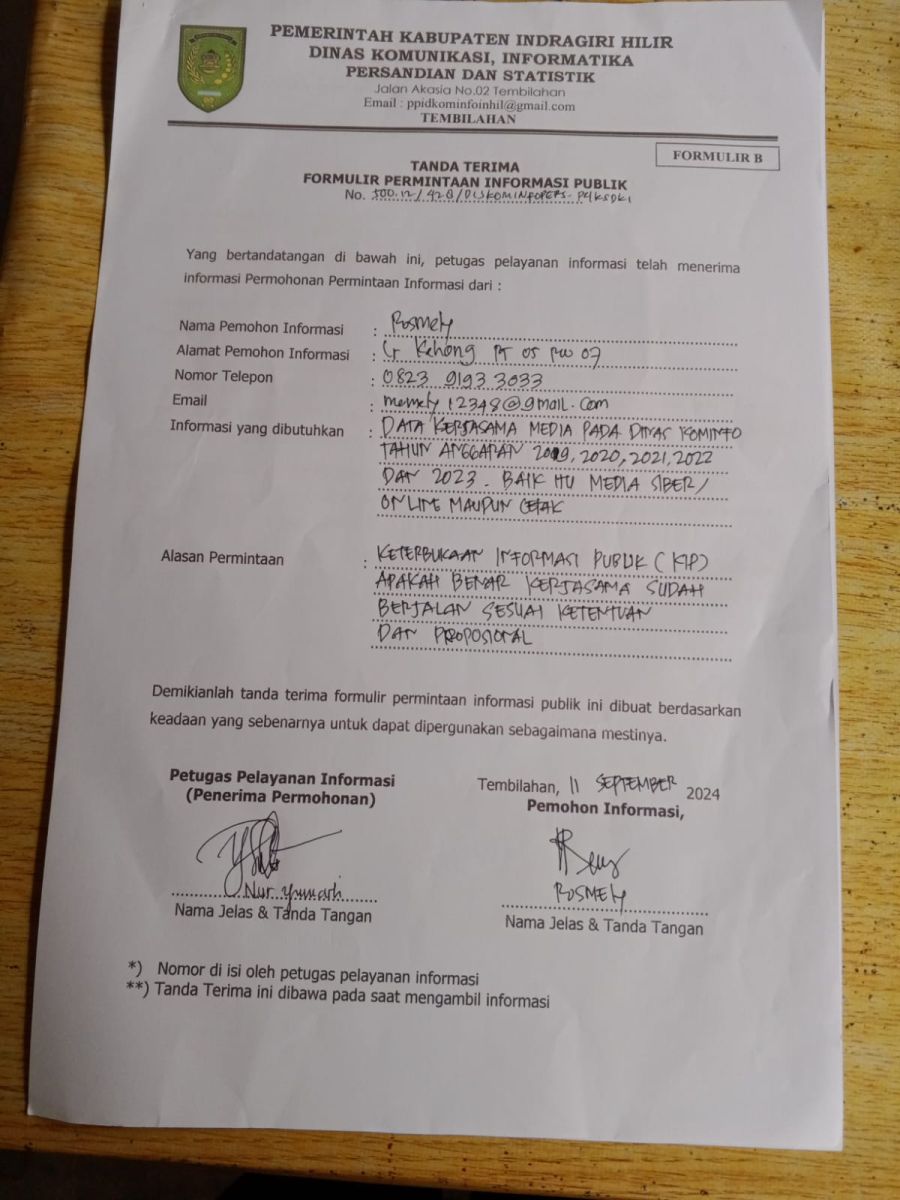 PEMERINTAH KABUPATEN INDRAGIRI HILIR
DINAS KOMUNIKASI, INFORMATIKA
PERSANDIAN DAN STATISTIK
Jalan Akasia No.02 Tembilahan
Email : ppidkominfoinhil@gmail.com
TEMBILAHAN
FORMULIR B
TANDA TERIMA
FORMULIR PERMINTAAN INFORMASI PUBLIK
No. 500.12/428/DISKOMINFOPERS-
Yang bertandatangan di bawah ini, petugas pelayanan informasi telah menerima
informasi Permohonan Permintaan Informasi dari :
Nama Pemohon Informasi : Rosmely
Alamat Pemohon Informasi : Gr Kehong RT 05 RW 07
Nomor Telepon : 0823 9193 3033
Email : memely12348@gmail.com
Informasi yang dibutuhkan : DATA KERJASAMA MEDIA PADA DINAS KOMINFO
TAHUN ANGGARAN 2019, 2020, 2021, 2022
DAN 2023. BAIK ITU MEDIA SIBER/
ONLINE MAUPUN CETAK
Alasan Permintaan : KETERBUKAAN INFORMASI PUBLIK (KIP)
APAKAH BENAR KERJASAMA SUDAH
BERJALAN SESUAI KETENTUAN
DAN PROPOSIONAL
Demikianlah tanda terima formulir permintaan informasi publik ini dibuat berdasarkan
keadaan yang sebenarnya untuk dapat dipergunakan sebagaimana mestinya.
Petugas Pelayanan Informasi
(Penerima Permohonan)
Nur
Nama Jelas & Tanda Tangan
Tembilahan, 11 SEPTEMBER 2024
Pemohon Informasi,
ROSMELY
Nama Jelas & Tanda Tangan
*) Nomor di isi oleh petugas pelayanan informasi
**) Tanda Terima ini dibawa pada saat mengambil informasi